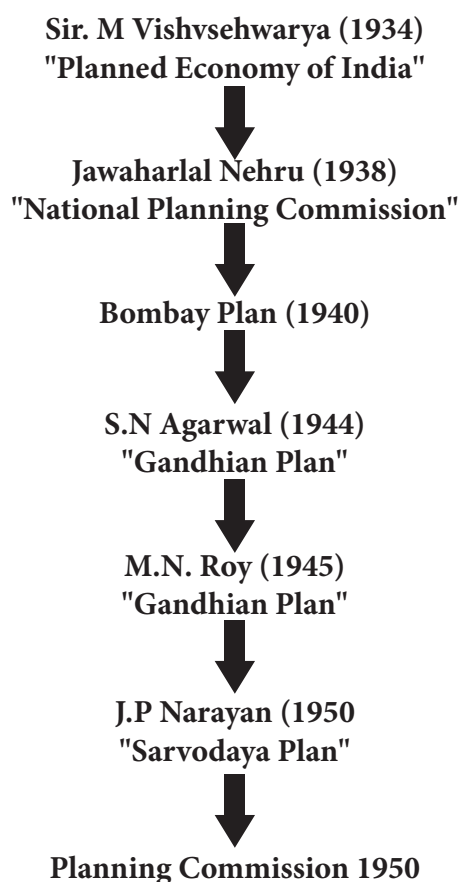 Sir. M Vishvsehwarya (1934)
"Planned Economy of India"
Jawaharlal Nehru (1938)
"National Planning Commission"
Bombay Plan (1940)
S.N Agarwal (1944)
"Gandhian Plan"
M.N. Roy (1945)
"Gandhian Plan"
J.P Narayan (1950
"Sarvodaya Plan"
Planning Commission 1950